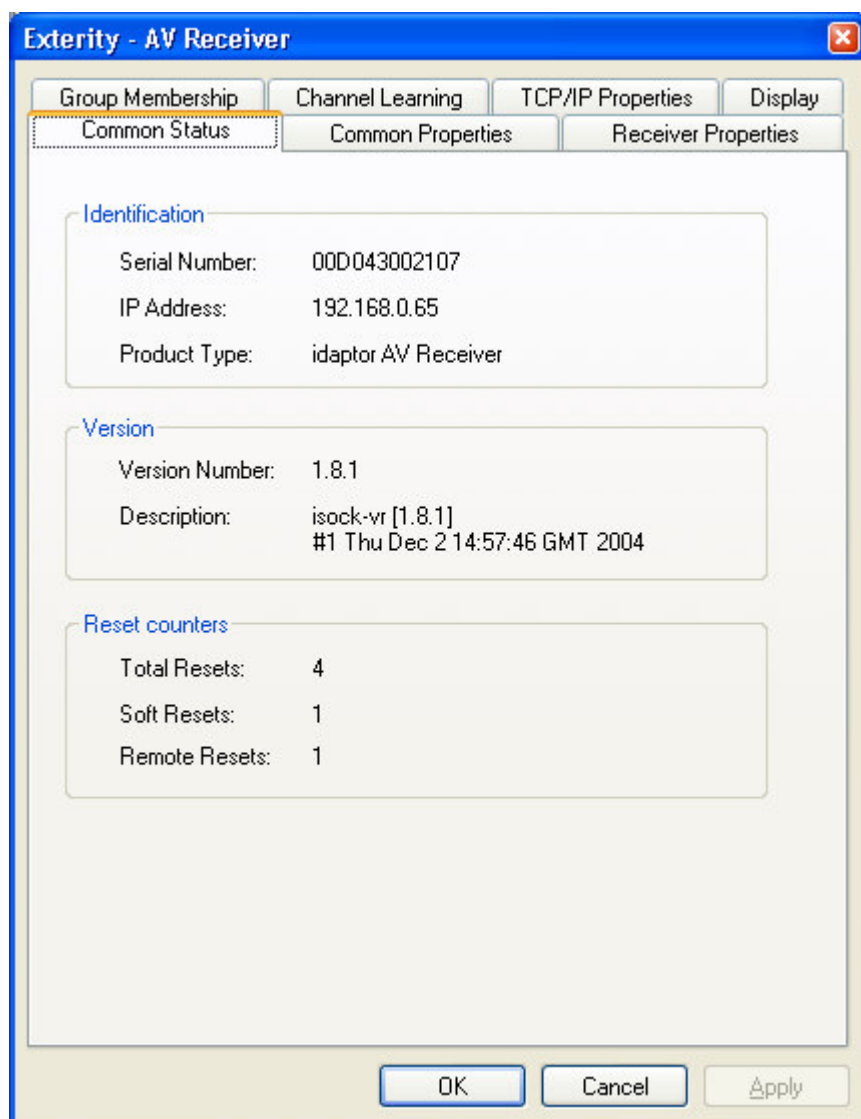 Exterity - AV Receiver
Group Membership Channel Learning TCP/IP Properties Display
Common Status Common Properties Receiver Properties
Identification
Serial Number: 00D043002107
IP Address: 192.168.0.65
Product Type: idaptor AV Receiver
Version
Version Number: 1.8.1
Description: isock-vr [1.8.1]
#1 Thu Dec 2 14:57:46 GMT 2004
Reset counters
Total Resets: 4
Soft Resets: 1
Remote Resets: 1
OK Cancel Apply